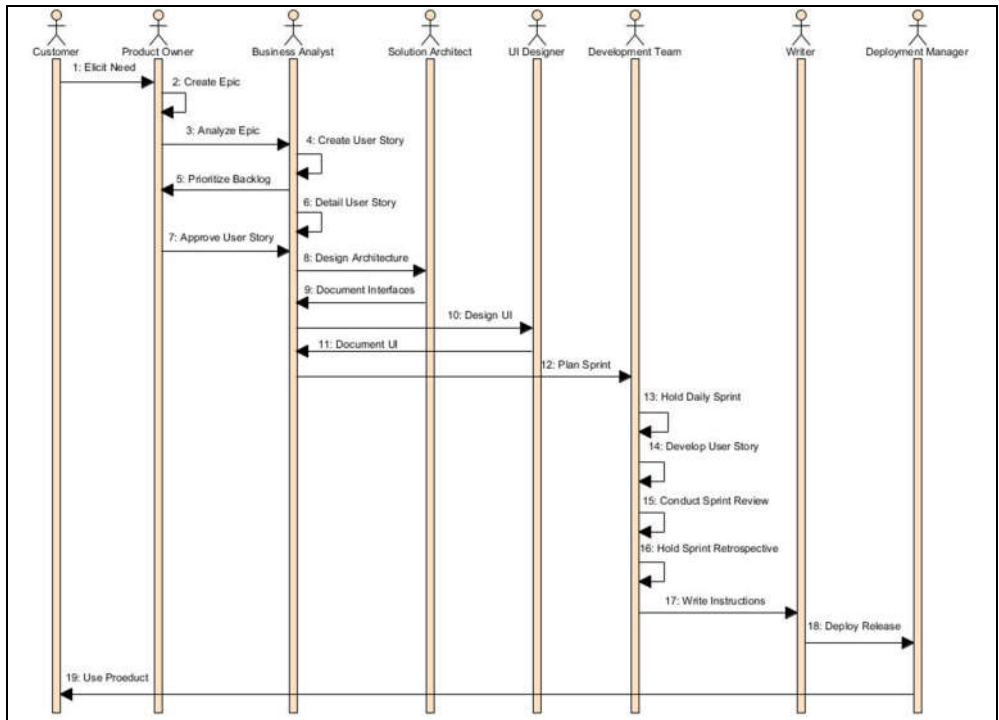 Customer
Product Owner
Business Analyst
Solution Architect
UI Designer
Development Team
Writer
Deployment Manager
1: Elicit Need
2: Create Epic
3: Analyze Epic
4: Create User Story
5: Prioritize Backlog
6: Detail User Story
7: Approve User Story
8: Design Architecture
9: Document Interfaces
10: Design UI
11: Document UI
12: Plan Sprint
13: Hold Daily Sprint
14: Develop User Story
15: Conduct Sprint Review
16: Hold Sprint Retrospective
17: Write Instructions
18: Deploy Release
19: Use Proeduct